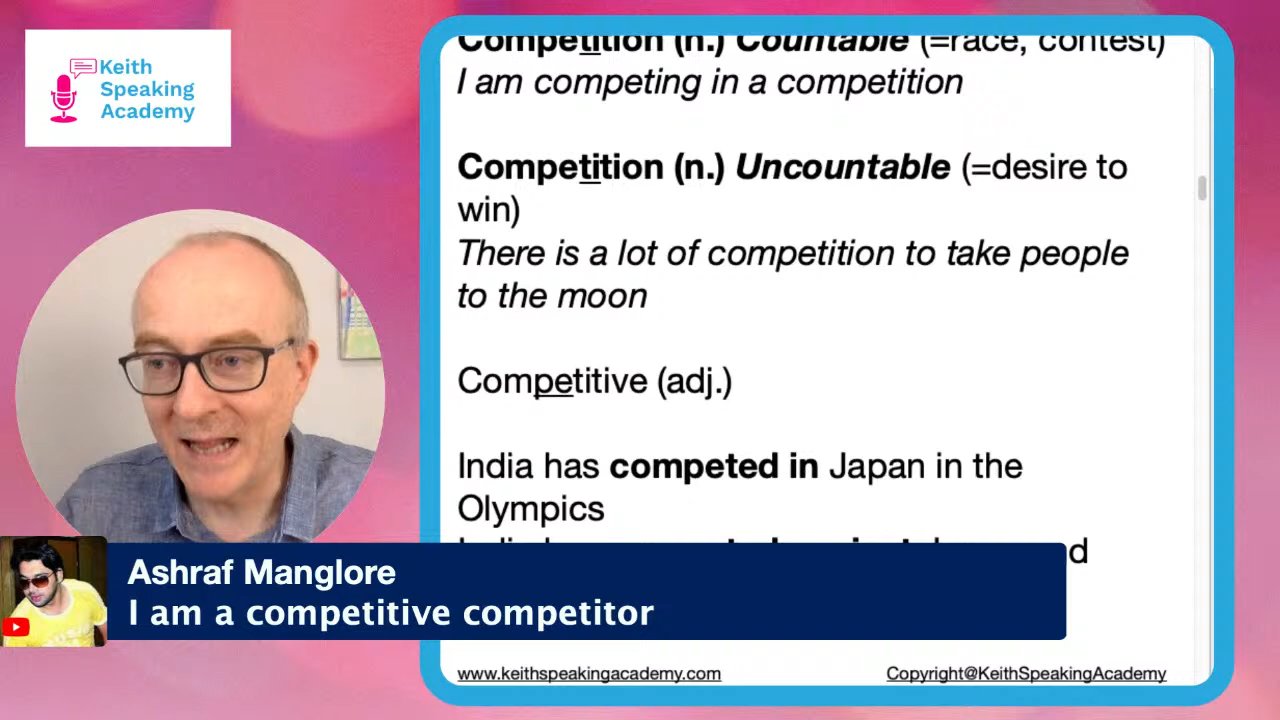 Keith
Speaking
Academy
Competition (n.) Countable (=race, contest)
I am competing in a competition
Competition (n.) Uncountable (=desire to
win)
There is a lot of competition to take people
to the moon
Competitive (adj.)
India has competed in Japan in the
Olympics
Ashraf Manglore
I am a competitive competitor
www.keithspeakingacademy.com
Copyright@KeithSpeakingAcademy